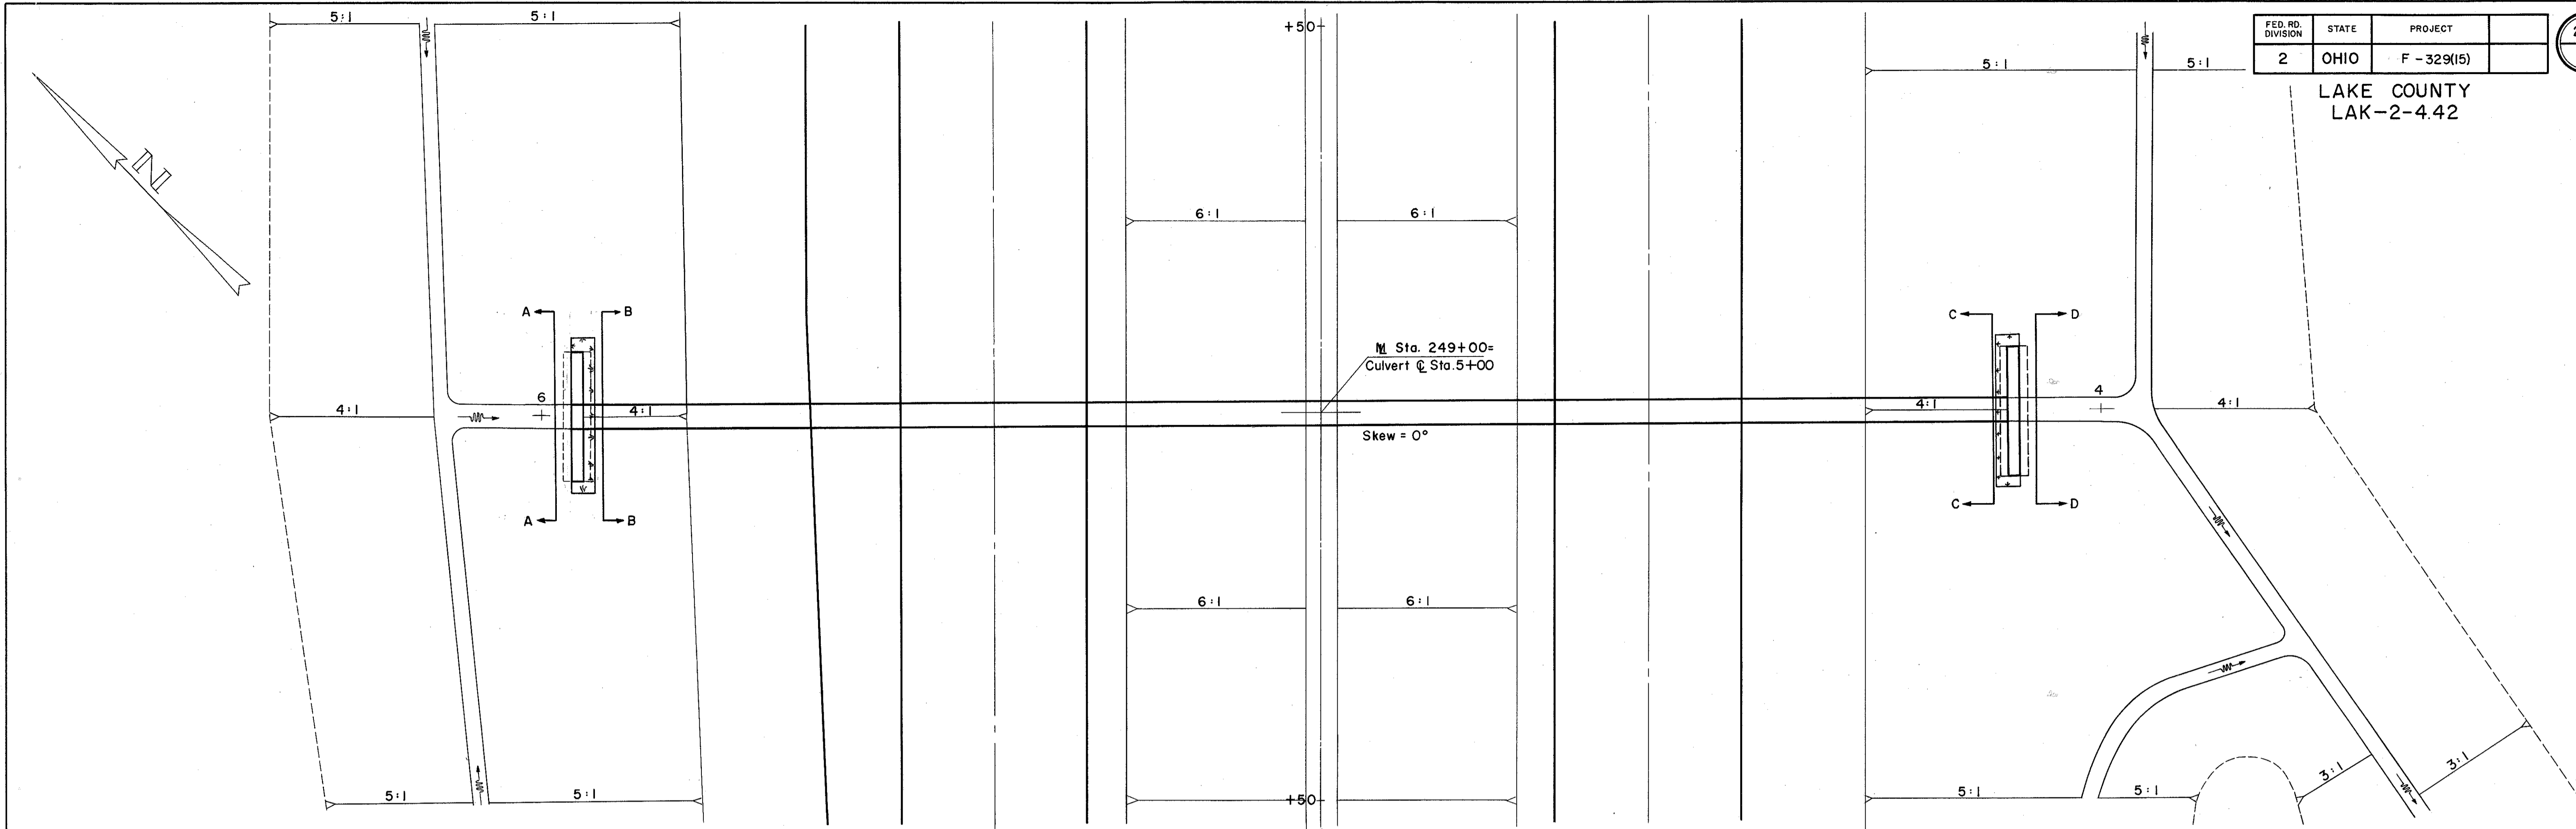 5:1 5:1 +50 5:1 5:1
FED. RD. DIVISION STATE PROJECT
2 OHIO F-329(15)
LAKE COUNTY
LAK-2-4.42
N
6:1 6:1
A B C D
M Sta. 249+00=
Culvert ℄ Sta.5+00
6 4
4:1 4:1 4:1 4:1
Skew = 0°
A B C D
6:1 6:1
5:1 5:1 +50 5:1 5:1 3:1 3:1